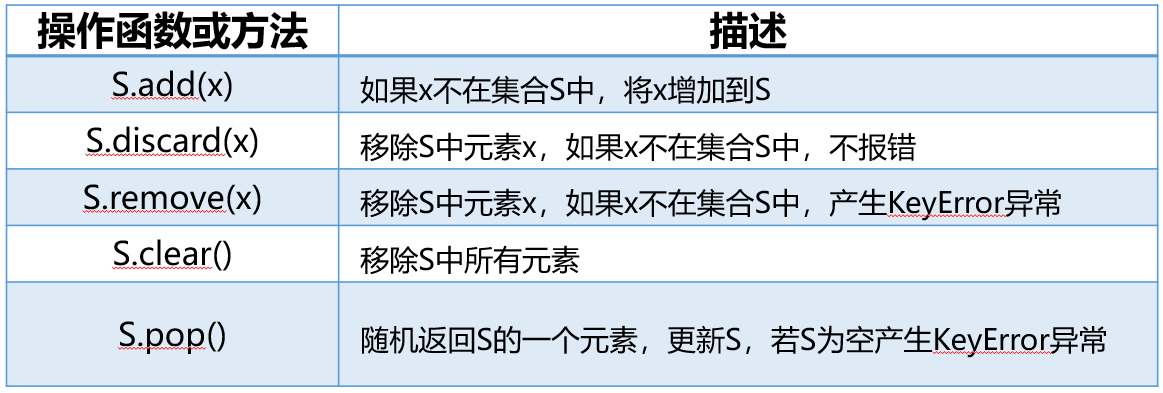 操作函数或方法 描述
S.add(x) 如果x不在集合S中，将x增加到S
S.discard(x) 移除S中元素x，如果x不在集合S中，不报错
S.remove(x) 移除S中元素x，如果x不在集合S中，产生KeyError异常
S.clear() 移除S中所有元素
S.pop() 随机返回S的一个元素，更新S，若S为空产生KeyError异常